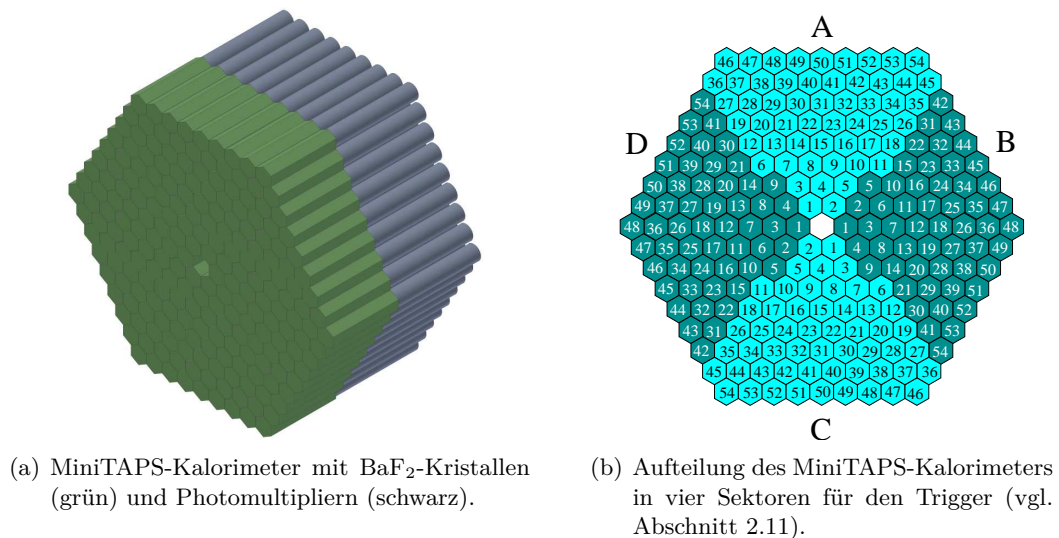 A
46 47 48 49 50 51 52 53 54
36 37 38 39 40 41 42 43 44 45
54 27 28 29 30 31 32 33 34 35 42
53 41 19 20 21 22 23 24 25 26 31 43
D 52 40 30 12 13 14 15 16 17 18 22 32 44 B
51 39 29 21 6 7 8 9 10 11 15 23 33 45
50 38 28 20 14 9 3 4 5 5 10 16 24 34 46
49 37 27 19 13 8 4 1 2 2 6 11 17 25 35 47
48 36 26 18 12 7 3 1 1 3 7 12 18 26 36 48
47 35 25 17 11 6 2 2 1 4 8 13 19 27 37 49
46 34 24 16 10 5 5 4 3 9 14 20 28 38 50
45 33 23 15 11 10 9 8 7 6 21 29 39 51
44 32 22 18 17 16 15 14 13 12 30 40 52
43 31 26 25 24 23 22 21 20 19 41 53
42 35 34 33 32 31 30 29 28 27 54
45 44 43 42 41 40 39 38 37 36
54 53 52 51 50 49 48 47 46
C
(a) MiniTAPS-Kalorimeter mit BaF₂-Kristallen
(grün) und Photomultipliern (schwarz).
(b) Aufteilung des MiniTAPS-Kalorimeters
in vier Sektoren für den Trigger (vgl.
Abschnitt 2.11).